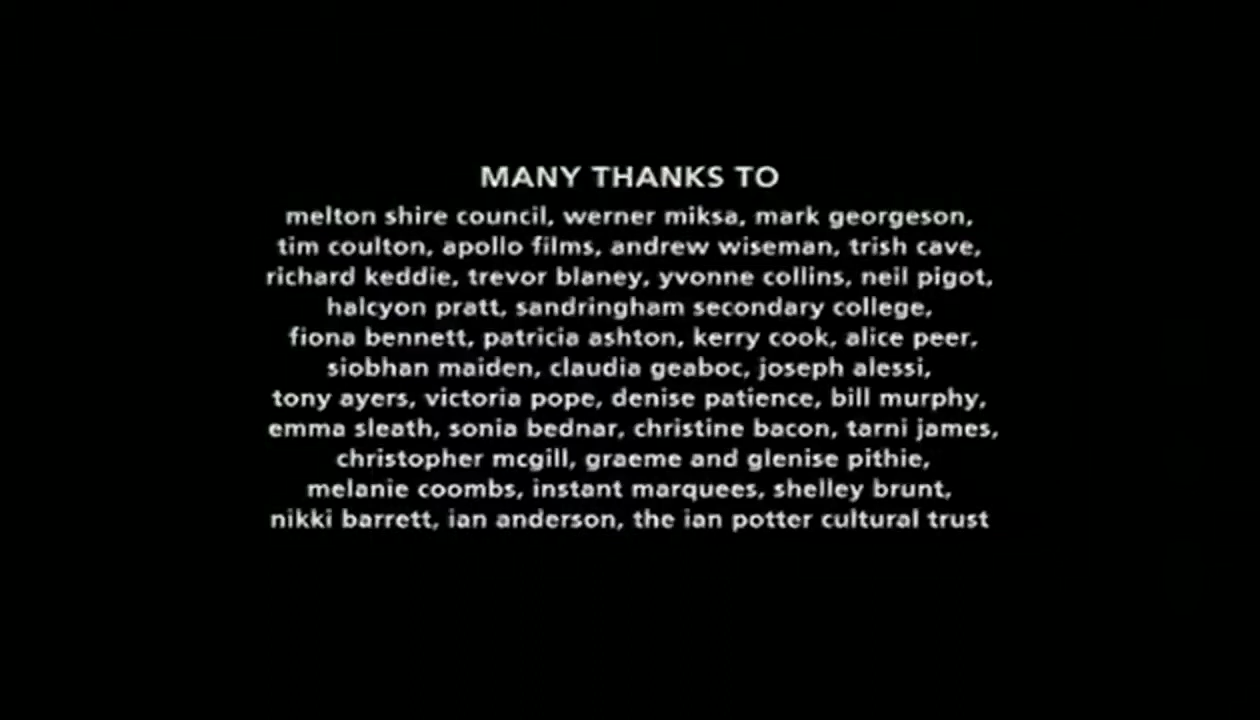 MANY THANKS TO
melton shire council, werner miksa, mark georgeson,
tim coulton, apollo films, andrew wiseman, trish cave,
richard keddie, trevor blaney, yvonne collins, neil pigot,
halcyon pratt, sandringham secondary college,
fiona bennett, patricia ashton, kerry cook, alice peer,
siobhan maiden, claudia geaboc, joseph alessi,
tony ayers, victoria pope, denise patience, bill murphy,
emma sleath, sonia bednar, christine bacon, tarni james,
christopher mcgill, graeme and glenise pithie,
melanie coombs, instant marquees, shelley brunt,
nikki barrett, ian anderson, the ian potter cultural trust